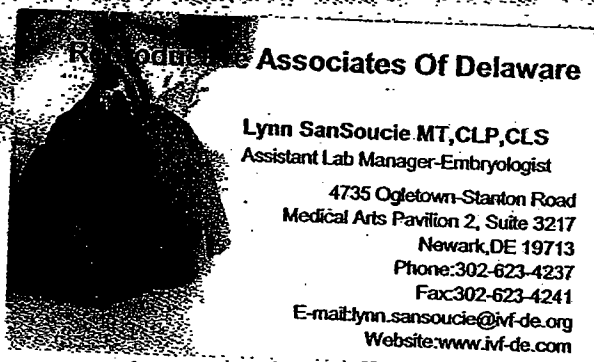 Reproductive Associates Of Delaware
Lynn SanSoucie MT,CLP,CLS
Assistant Lab Manager-Embryologist
4735 Ogletown-Stanton Road
Medical Arts Pavilion 2, Suite 3217
Newark,DE 19713
Phone:302-623-4237
Fax:302-623-4241
E-mail:lynn.sansoucie@ivf-de.org
Website:www.ivf-de.com